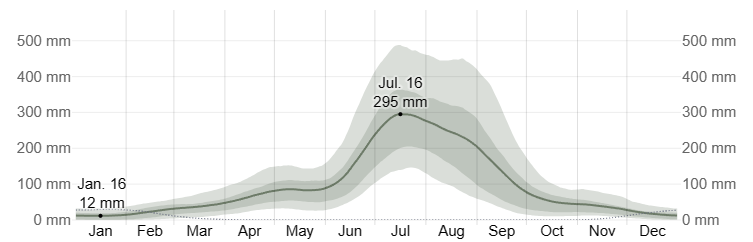 500 mm 500 mm
400 mm 400 mm
Jul. 16
300 mm 295 mm 300 mm
200 mm 200 mm
Jan. 16
100 mm 100 mm
12 mm
0 mm 0 mm
Jan Feb Mar Apr May Jun Jul Aug Sep Oct Nov Dec